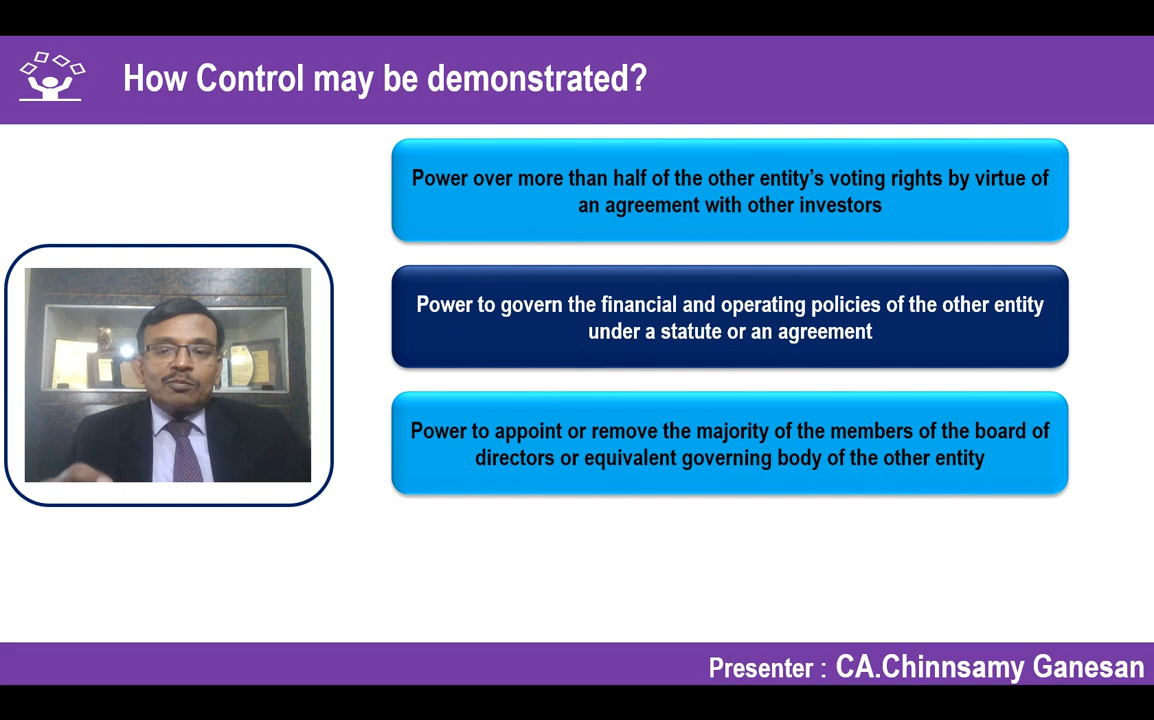 How Control may be demonstrated?
Power over more than half of the other entity’s voting rights by virtue of
an agreement with other investors
Power to govern the financial and operating policies of the other entity
under a statute or an agreement
Power to appoint or remove the majority of the members of the board of
directors or equivalent governing body of the other entity
Presenter : CA.Chinnsamy Ganesan